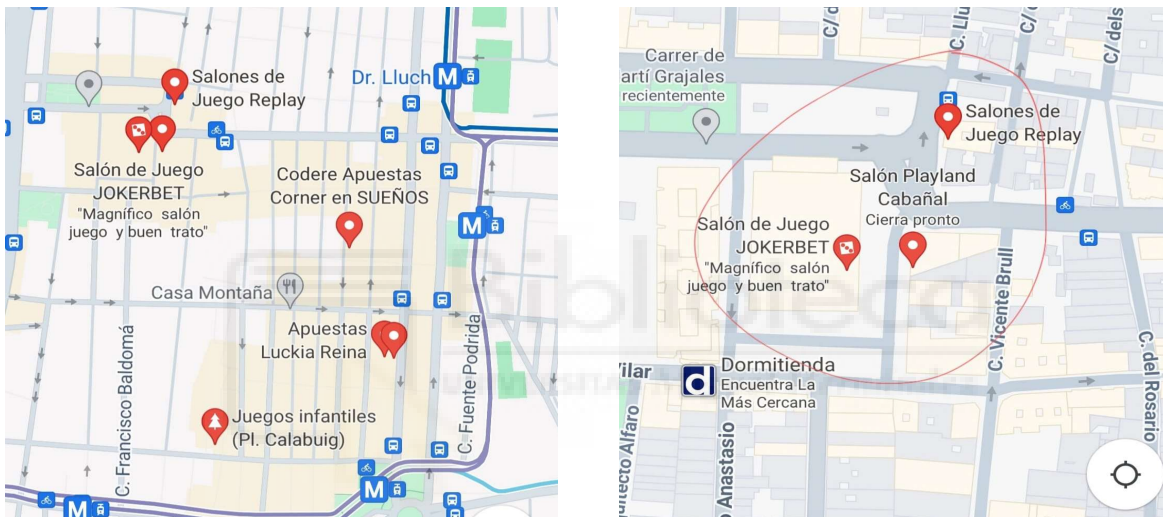 Salones de
Juego Replay
Dr. Lluch
M
Salón de Juego
JOKERBET
"Magnífico salón
juego y buen trato"
Codere Apuestas
Corner en SUEÑOS
M
Casa Montaña
Apuestas
Luckia Reina
Juegos infantiles
(Pl. Calabuig)
C. Francisco Baldomá
C. Fuente Podrida
M
M
Carrer de
artí Grajales
recientemente
C. Llu
C/ d
C/ dels
Salones de
Juego Replay
Salón Playland
Cabañal
Cierra pronto
Salón de Juego
JOKERBET
"Magnífico salón
juego y buen trato"
C. Vicente Brull
C. del Rosario
Vilar
d
Dormitienda
Encuentra La
Más Cercana
uitecto Alfaro
o Anastasio
Biblioteca